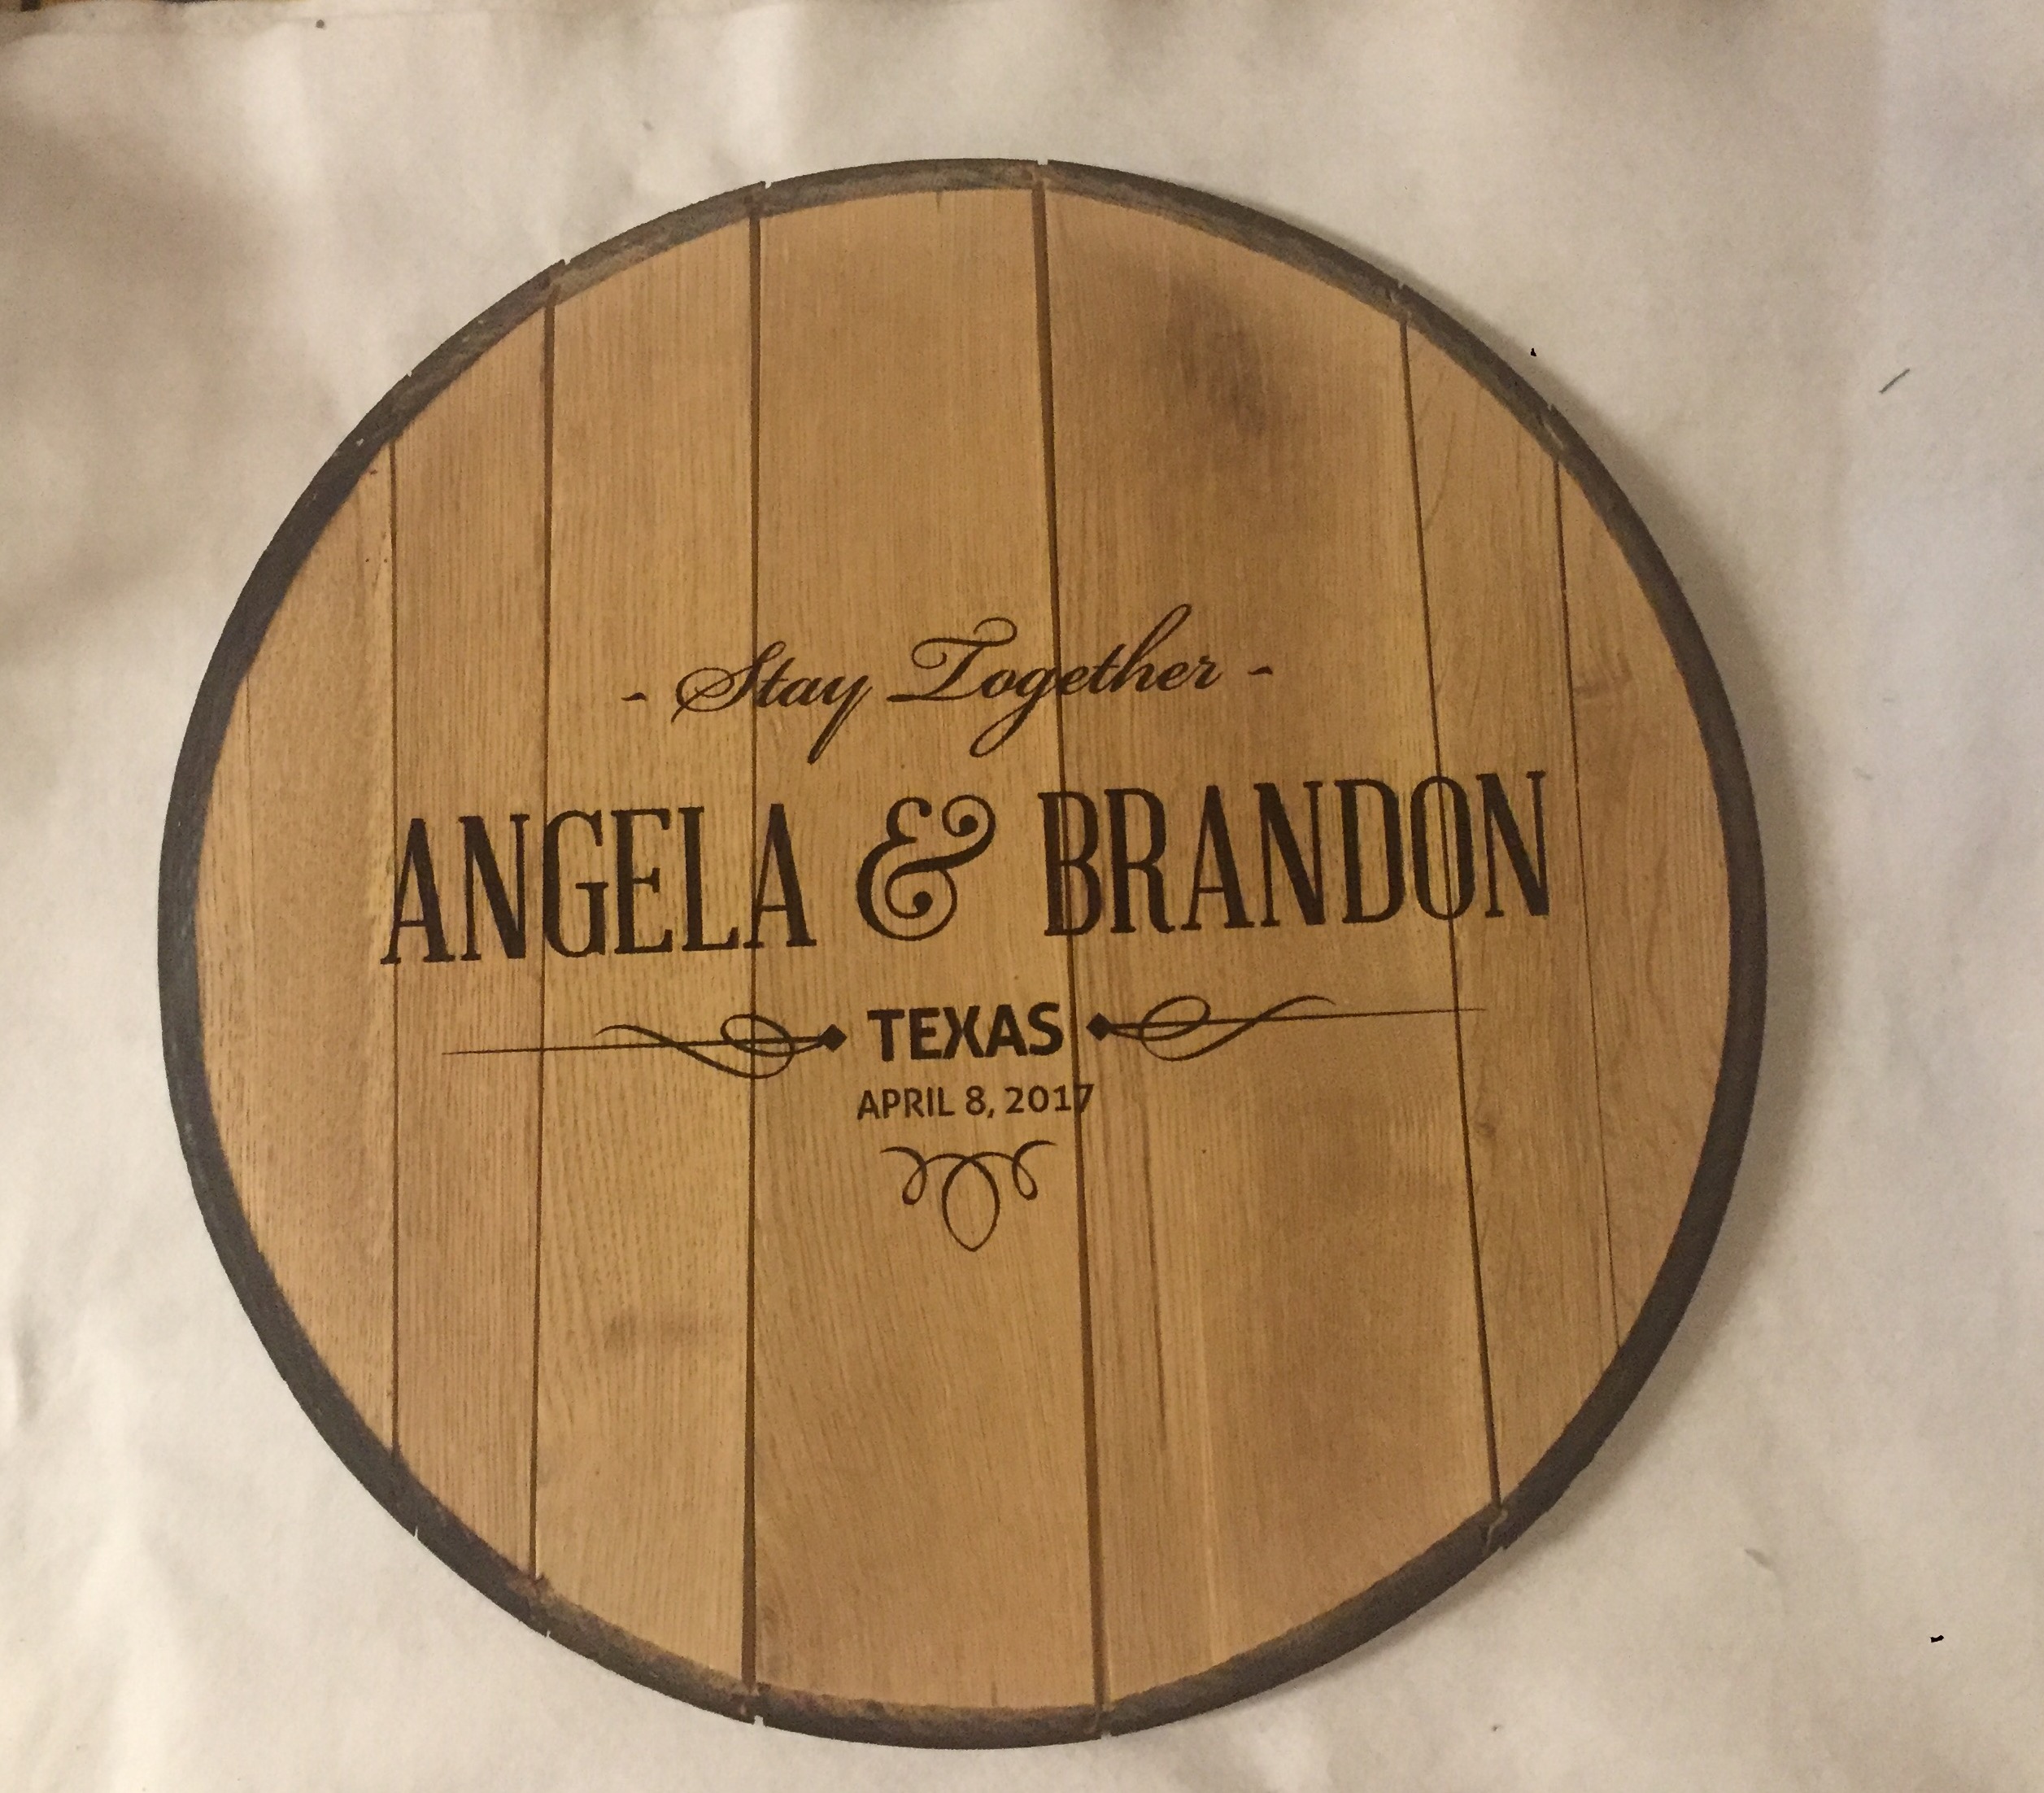 - Stay Together -
ANGELA & BRANDON
TEXAS
APRIL 8, 2017